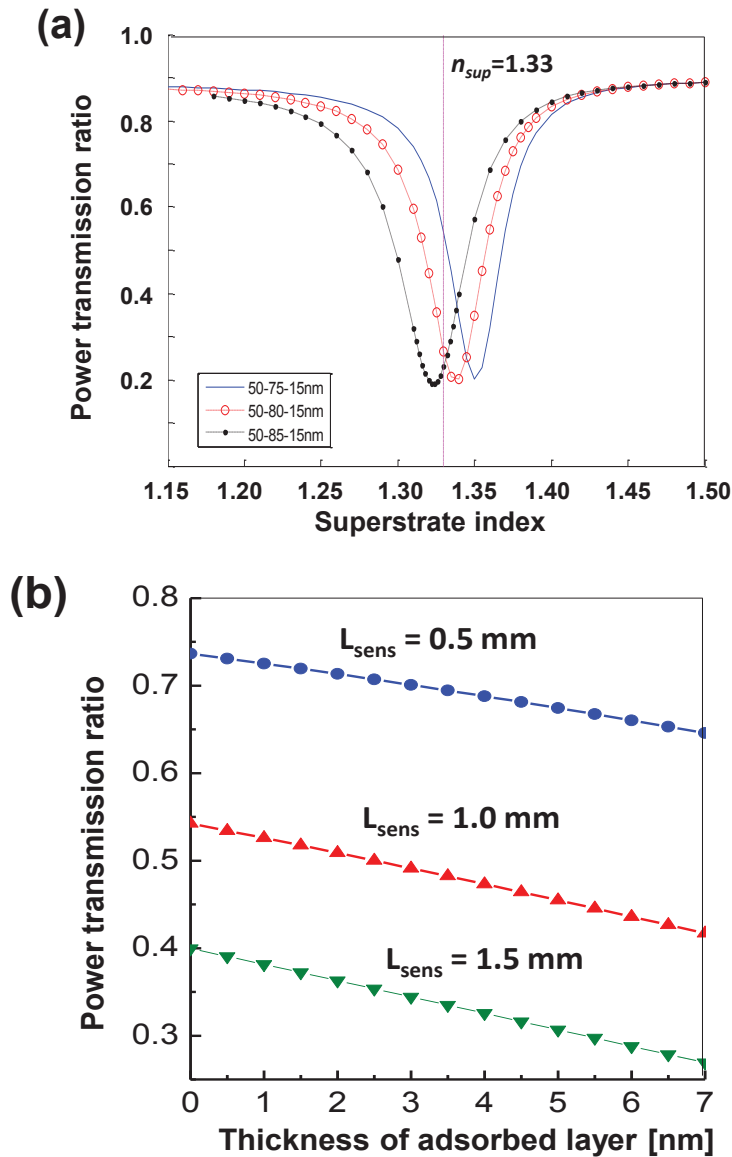 (a)
1.0
n_sup=1.33
0.8
0.6
0.4
0.2
Power transmission ratio
50-75-15nm
50-80-15nm
50-85-15nm
1.15 1.20 1.25 1.30 1.35 1.40 1.45 1.50
Superstrate index
(b)
0.8
0.7
0.6
0.5
0.4
0.3
Power transmission ratio
L_sens = 0.5 mm
L_sens = 1.0 mm
L_sens = 1.5 mm
0 1 2 3 4 5 6 7
Thickness of adsorbed layer [nm]